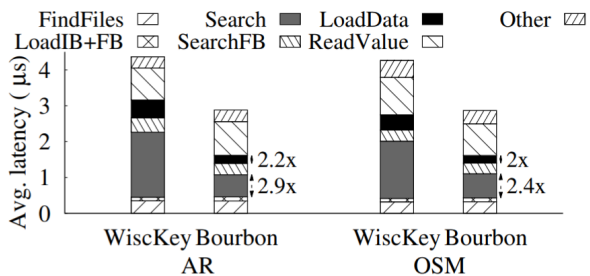 FindFiles Search LoadData Other
LoadIB+FB SearchFB ReadValue
Avg. latency ( μs)
4
3
2
1
0
2.2x
2.9x
2x
2.4x
WiscKey Bourbon WiscKey Bourbon
AR OSM